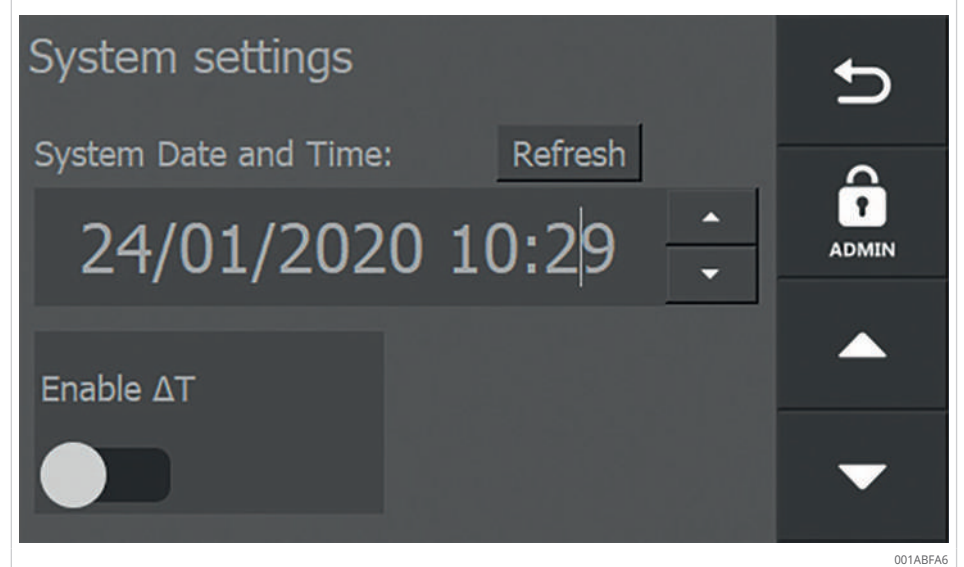 System settings
System Date and Time:
Refresh
24/01/2020 10:29
ADMIN
Enable ΔT
001ABFA6